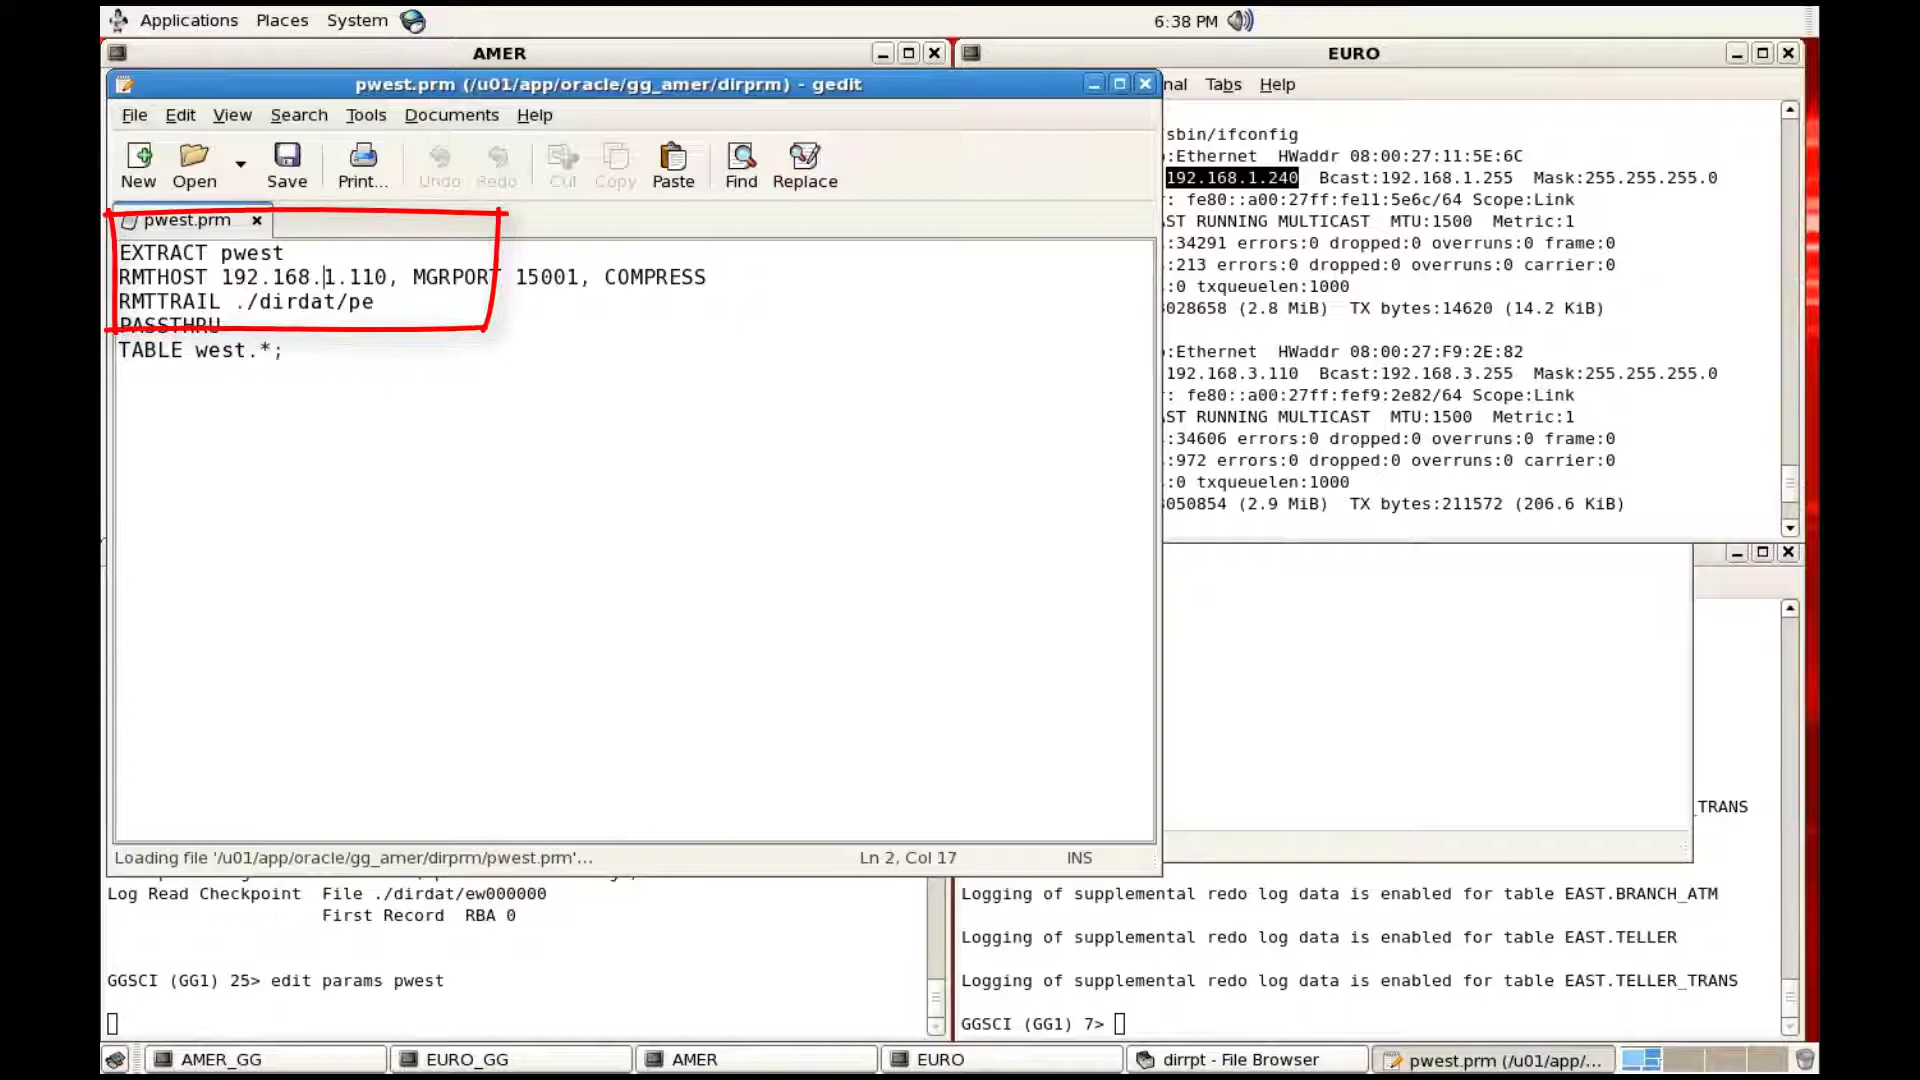 Applications Places System
6:38 PM
AMER
pwest.prm (/u01/app/oracle/gg_amer/dirprm) - gedit
File Edit View Search Tools Documents Help
New Open Save Print... Undo Redo Cut Copy Paste Find Replace
pwest.prm
EXTRACT pwest
RMTHOST 192.168.1.110, MGRPORT 15001, COMPRESS
RMTTRAIL ./dirdat/pe
PASSTHRU
TABLE west.*;
Loading file '/u01/app/oracle/gg_amer/dirprm/pwest.prm'...
Ln 2, Col 17
INS
Log Read Checkpoint File ./dirdat/ew000000
First Record RBA 0
GGSCI (GG1) 25> edit params pwest
EURO
nal Tabs Help
sbin/ifconfig
:Ethernet HWaddr 08:00:27:11:5E:6C
192.168.1.240 Bcast:192.168.1.255 Mask:255.255.255.0
: fe80::a00:27ff:fe11:5e6c/64 Scope:Link
ST RUNNING MULTICAST MTU:1500 Metric:1
:34291 errors:0 dropped:0 overruns:0 frame:0
:213 errors:0 dropped:0 overruns:0 carrier:0
:0 txqueuelen:1000
028658 (2.8 MiB) TX bytes:14620 (14.2 KiB)
:Ethernet HWaddr 08:00:27:F9:2E:82
192.168.3.110 Bcast:192.168.3.255 Mask:255.255.255.0
: fe80::a00:27ff:fef9:2e82/64 Scope:Link
ST RUNNING MULTICAST MTU:1500 Metric:1
:34606 errors:0 dropped:0 overruns:0 frame:0
:972 errors:0 dropped:0 overruns:0 carrier:0
:0 txqueuelen:1000
050854 (2.9 MiB) TX bytes:211572 (206.6 KiB)
_TRANS
Logging of supplemental redo log data is enabled for table EAST.BRANCH_ATM
Logging of supplemental redo log data is enabled for table EAST.TELLER
Logging of supplemental redo log data is enabled for table EAST.TELLER_TRANS
GGSCI (GG1) 7>
AMER_GG
EURO_GG
AMER
EURO
dirrpt - File Browser
pwest.prm (/u01/app/...